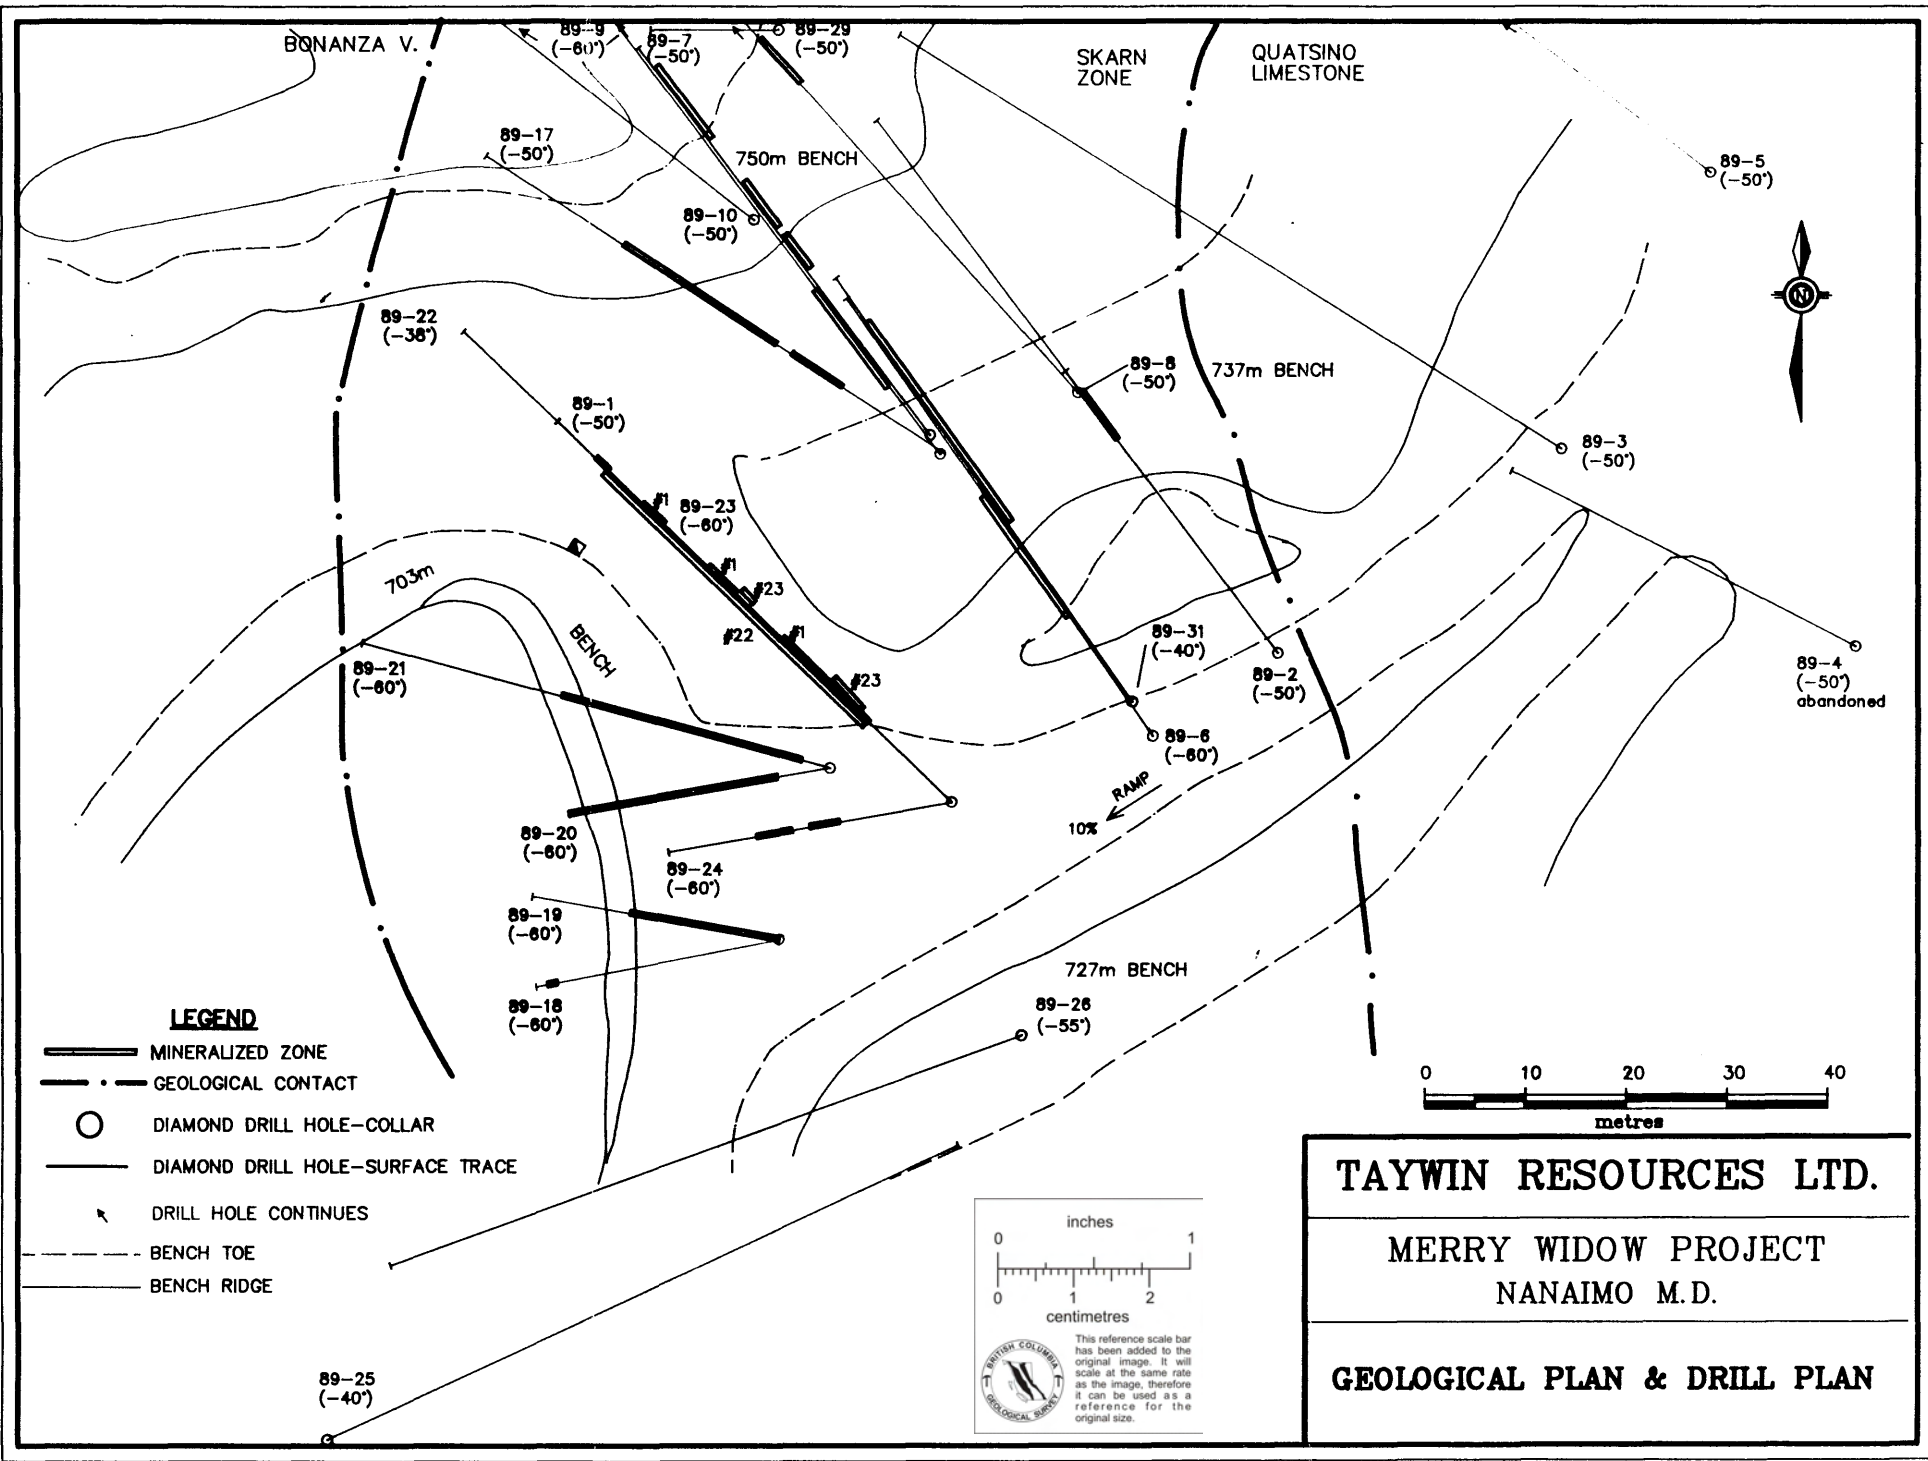 BONANZA V.
89-9
(-60°)
89-7
(-50°)
89-29
(-50°)
SKARN
ZONE
QUATSINO
LIMESTONE
89-17
(-50°)
750m BENCH
89-5
(-50°)
89-10
(-50°)
N
89-22
(-38°)
89-8
(-50°)
737m BENCH
89-1
(-50°)
89-3
(-50°)
#1
89-23
(-60°)
#1
#23
703m
BENCH
#22
#1
#23
89-31
(-40°)
89-2
(-50°)
89-4
(-50°)
abandoned
89-21
(-60°)
89-6
(-60°)
RAMP
10%
89-20
(-60°)
89-24
(-60°)
89-19
(-60°)
727m BENCH
89-18
(-60°)
89-26
(-55°)
LEGEND
MINERALIZED ZONE
GEOLOGICAL CONTACT
DIAMOND DRILL HOLE-COLLAR
DIAMOND DRILL HOLE-SURFACE TRACE
DRILL HOLE CONTINUES
BENCH TOE
BENCH RIDGE
0 10 20 30 40
metres
TAYWIN RESOURCES LTD.
MERRY WIDOW PROJECT
NANAIMO M.D.
GEOLOGICAL PLAN & DRILL PLAN
inches
0 1
0 1 2
centimetres
BRITISH COLUMBIA
GEOLOGICAL SURVEY
This reference scale bar
has been added to the
original image. It will
scale at the same rate
as the image, therefore
it can be used as a
reference for the
original size.
89-25
(-40°)